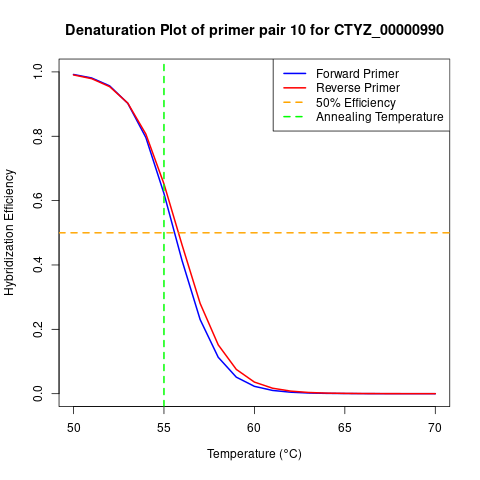 Denaturation Plot of primer pair 10 for CTYZ_00000990
Forward Primer
Reverse Primer
50% Efficiency
Annealing Temperature
Hybridization Efficiency
1.0
0.8
0.6
0.4
0.2
0.0
50
55
60
65
70
Temperature (°C)